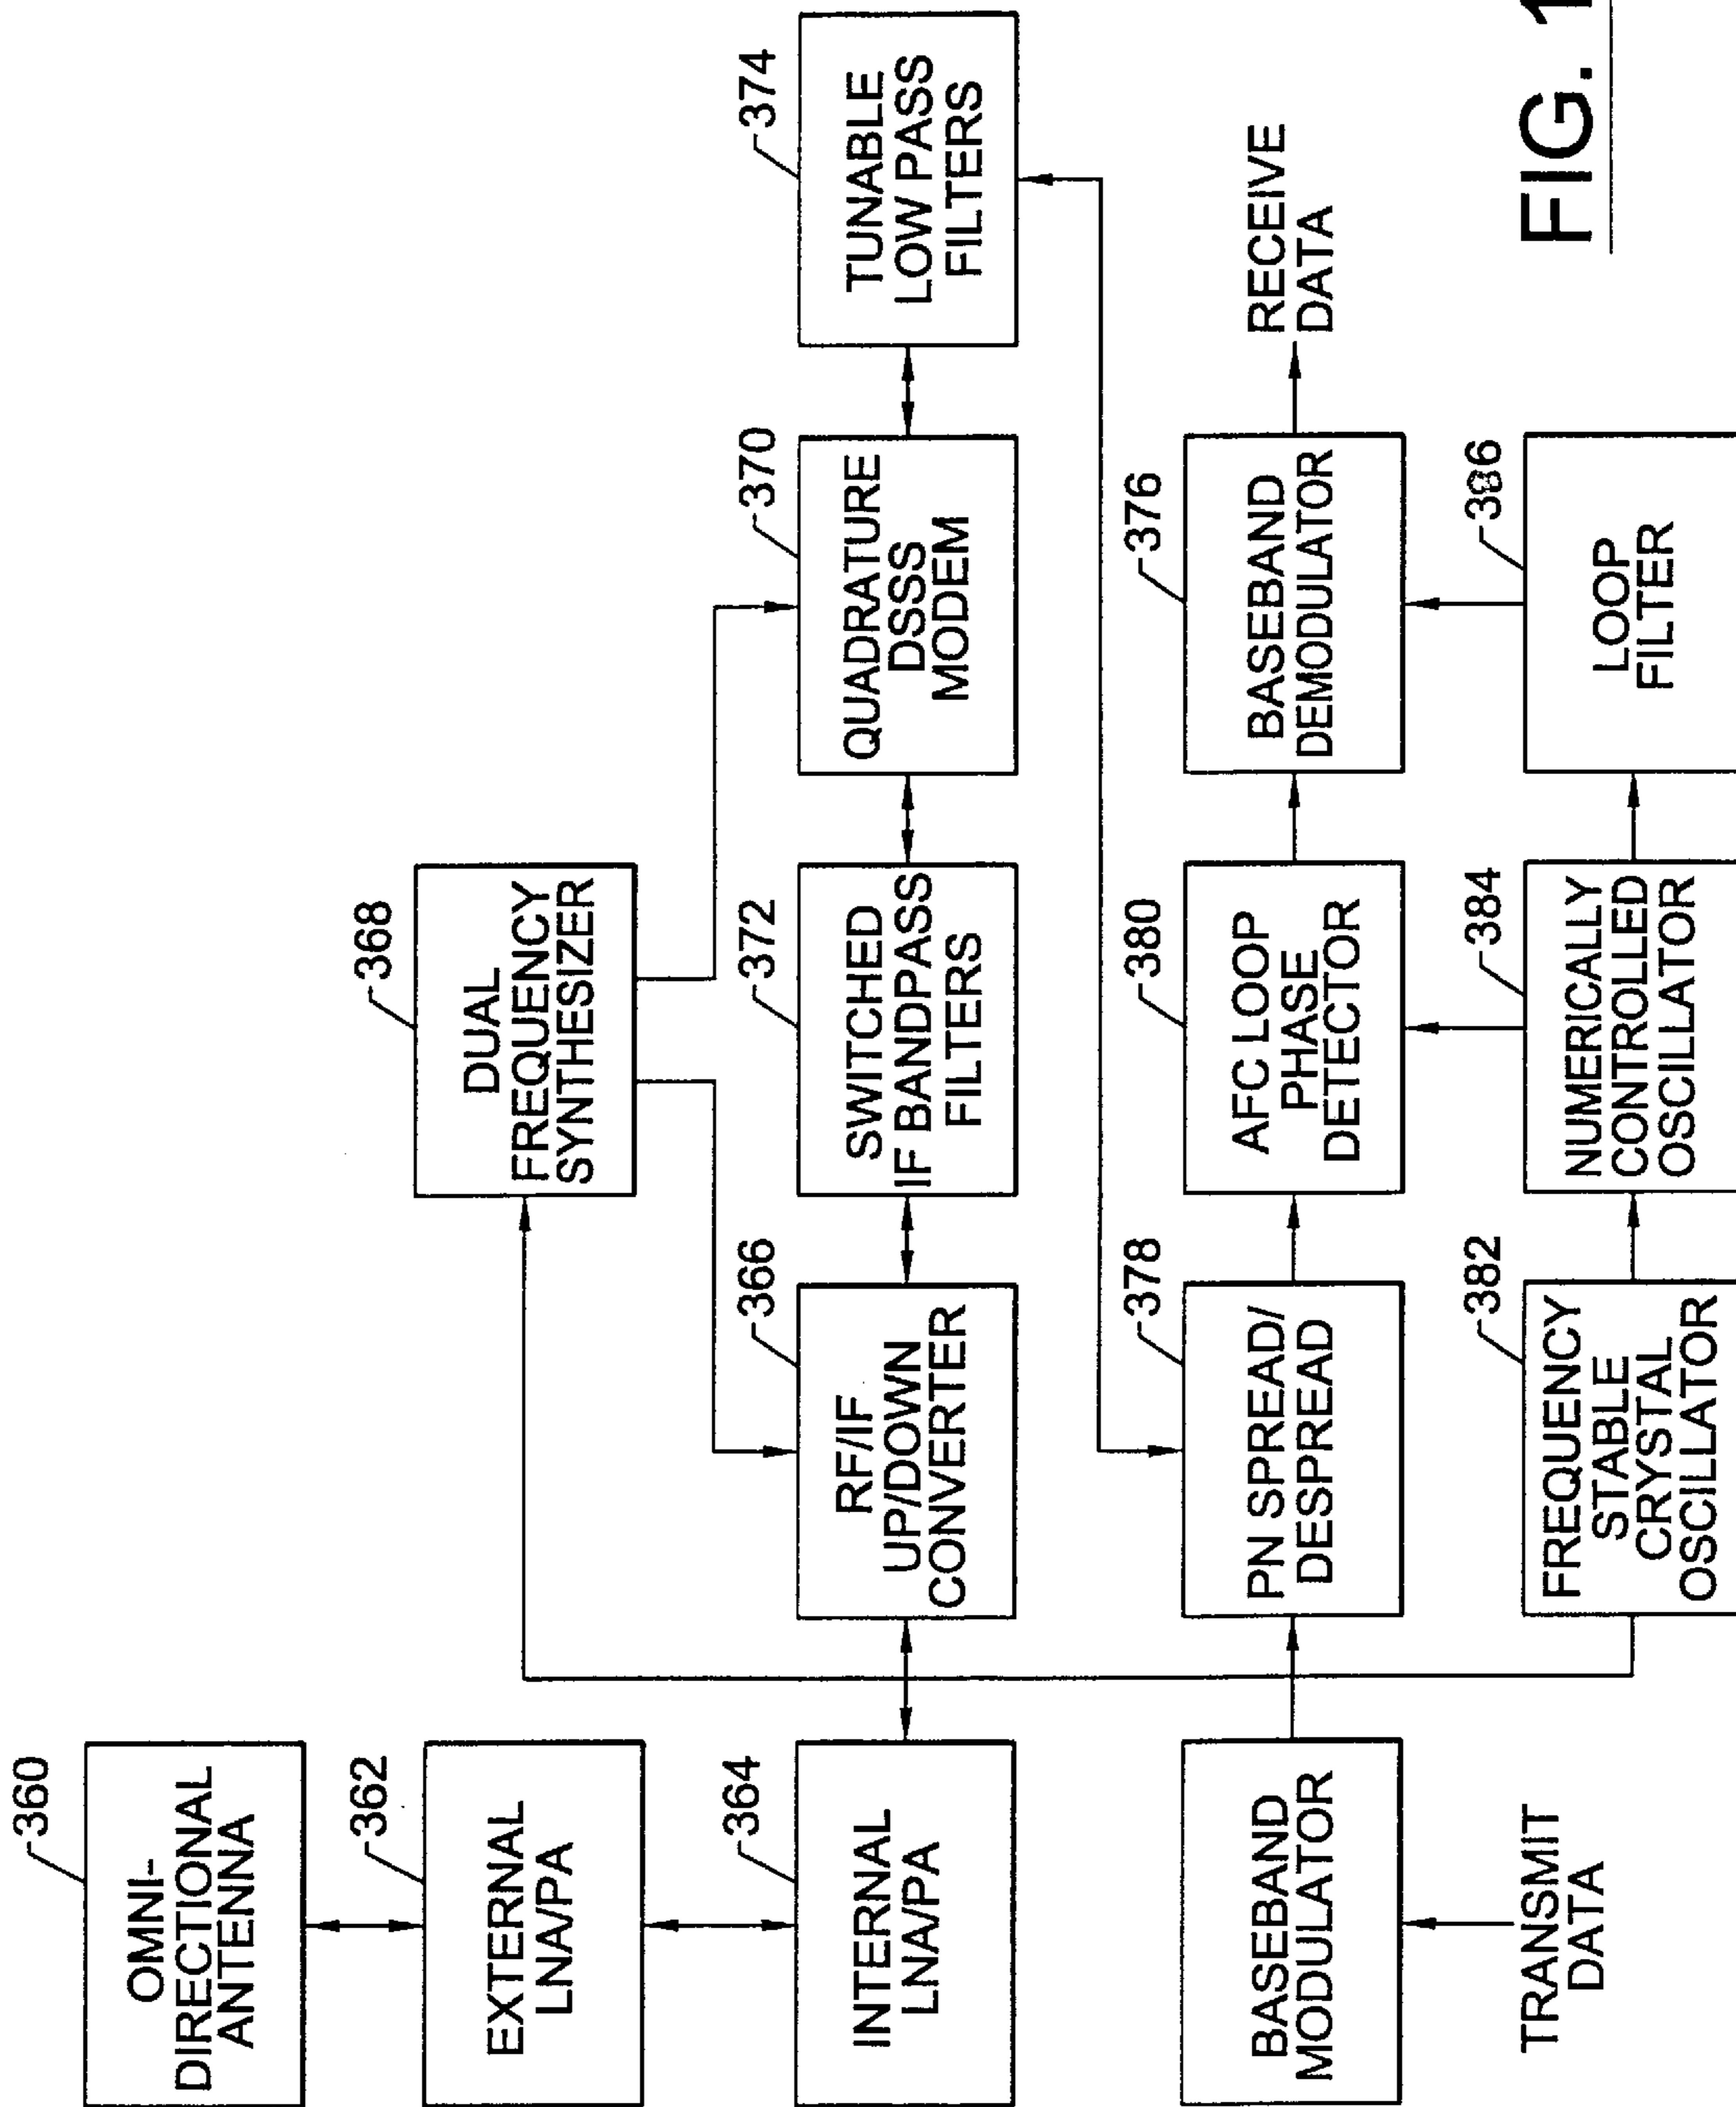 360
OMNI-
DIRECTIONAL
ANTENNA
362
EXTERNAL
LNA/PA
364
INTERNAL
LNA/PA
368
DUAL
FREQUENCY
SYNTHESIZER
366
RF/IF
UP/DOWN
CONVERTER
372
SWITCHED
IF BANDPASS
FILTERS
370
QUADRATURE
DSSS
MODEM
374
TUNABLE
LOW PASS
FILTERS
BASEBAND
MODULATOR
TRANSMIT
DATA
378
PN SPREAD/
DESPREAD
380
AFC LOOP
PHASE
DETECTOR
376
BASEBAND
DEMODULATOR
RECEIVE
DATA
382
FREQUENCY
STABLE
CRYSTAL
OSCILLATOR
384
NUMERICALLY
CONTROLLED
OSCILLATOR
386
LOOP
FILTER
FIG. 1